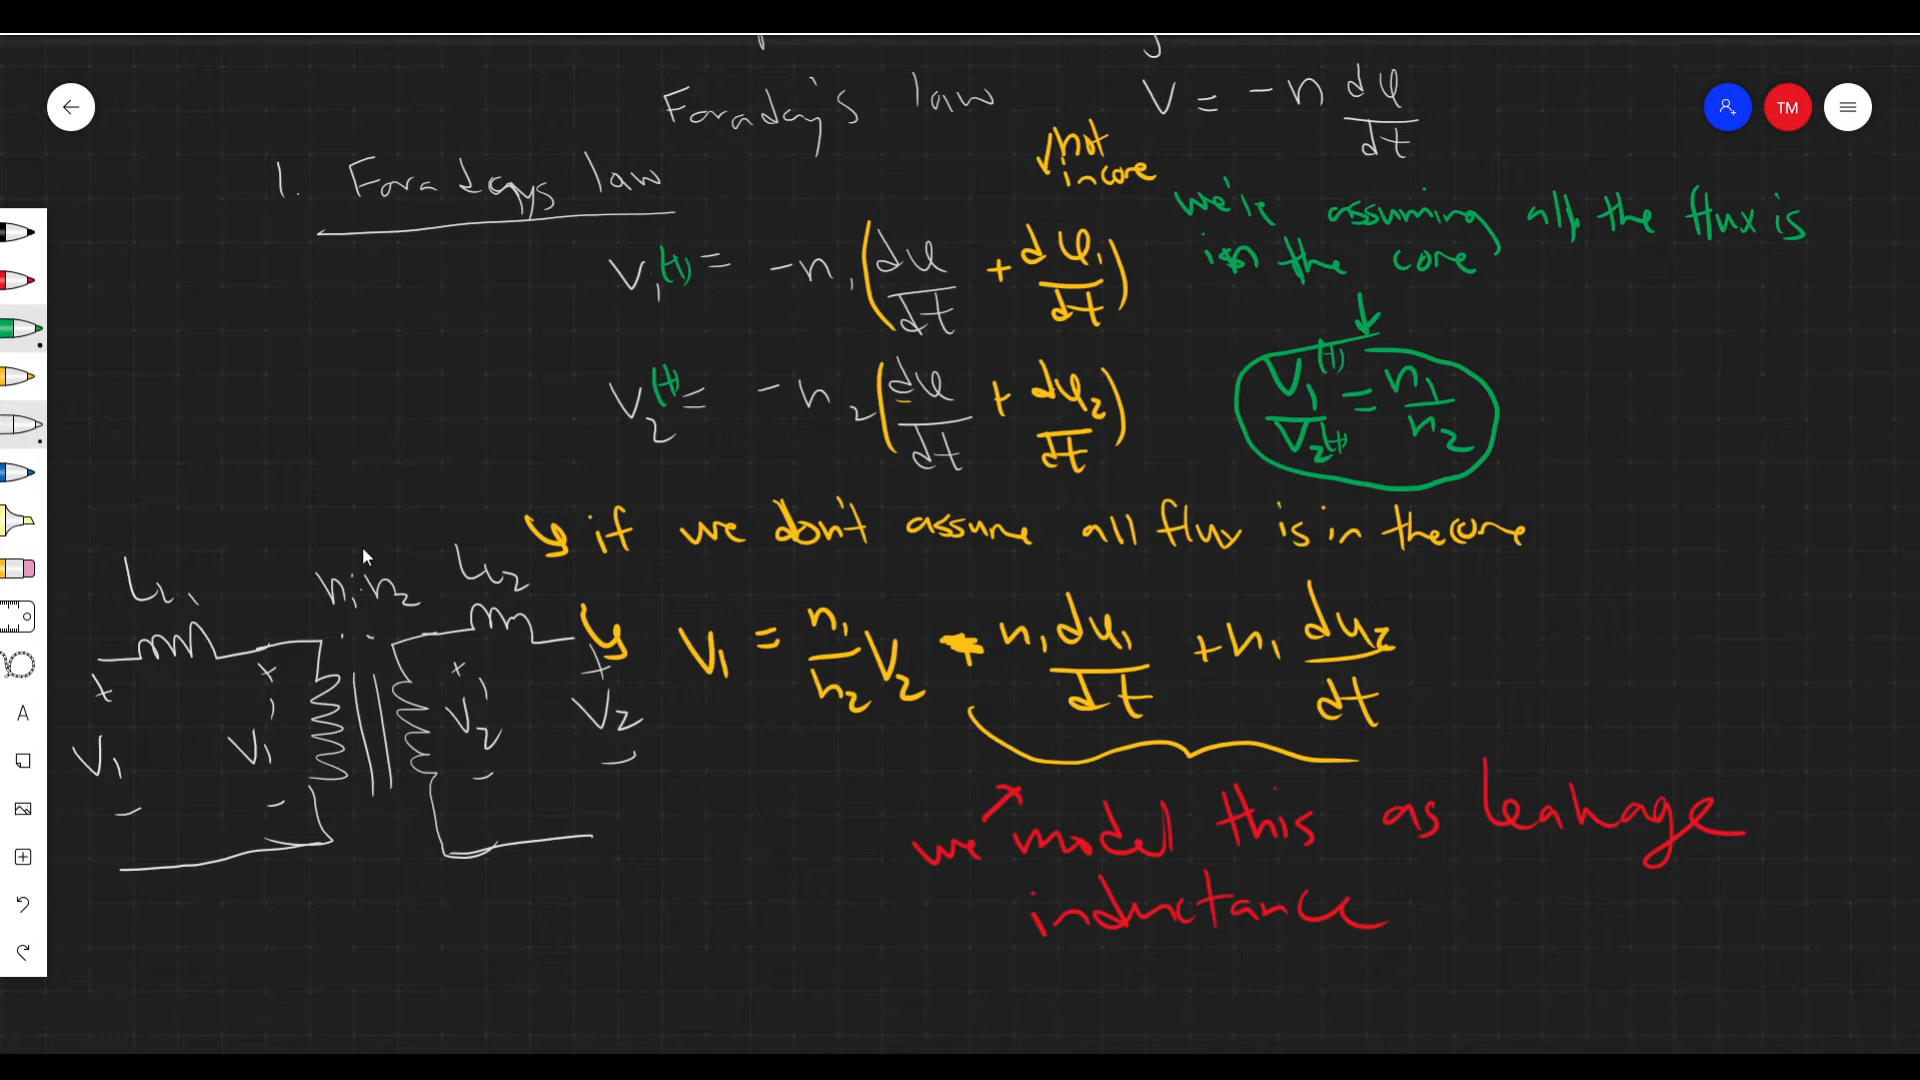 Faraday's law V = -n dφ/dt
1. Faradays law
not
in core
we're assuming all the flux is
in the core
V₁(t) = -n₁(dφ/dt + dφ₁/dt)
V₂(t) = -n₂(dφ/dt + dφ₂/dt)
V₁(t)/V₂(t) = n₁/n₂
↳ if we don't assume all flux is in the core
↳ V₁ = n₁/n₂ V₂ - n₁ dφ₁/dt + n₁ dφ₂/dt
we model this as leakage
inductance
LL1 n₁:n₂ LL2
+ + + +
V₁ V₁' V₂' V₂
- - - -
TM
A